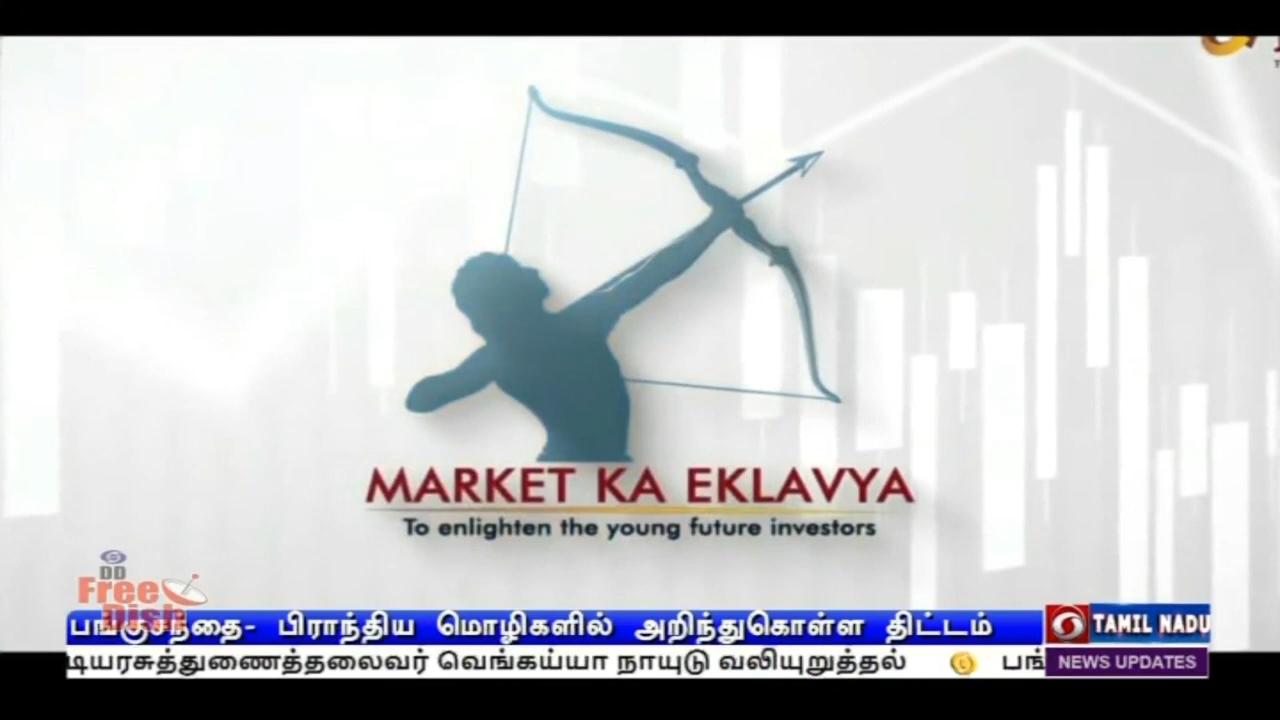 MARKET KA EKLAVYA
To enlighten the young future investors
DD
Free
Dish
பங்குசந்தை- பிராந்திய மொழிகளில் அறிந்துகொள்ள திட்டம்
TAMIL NADU
டியரசுத்துணைத்தலைவர் வெங்கய்யா நாயுடு வலியுறுத்தல் பங்
NEWS UPDATES